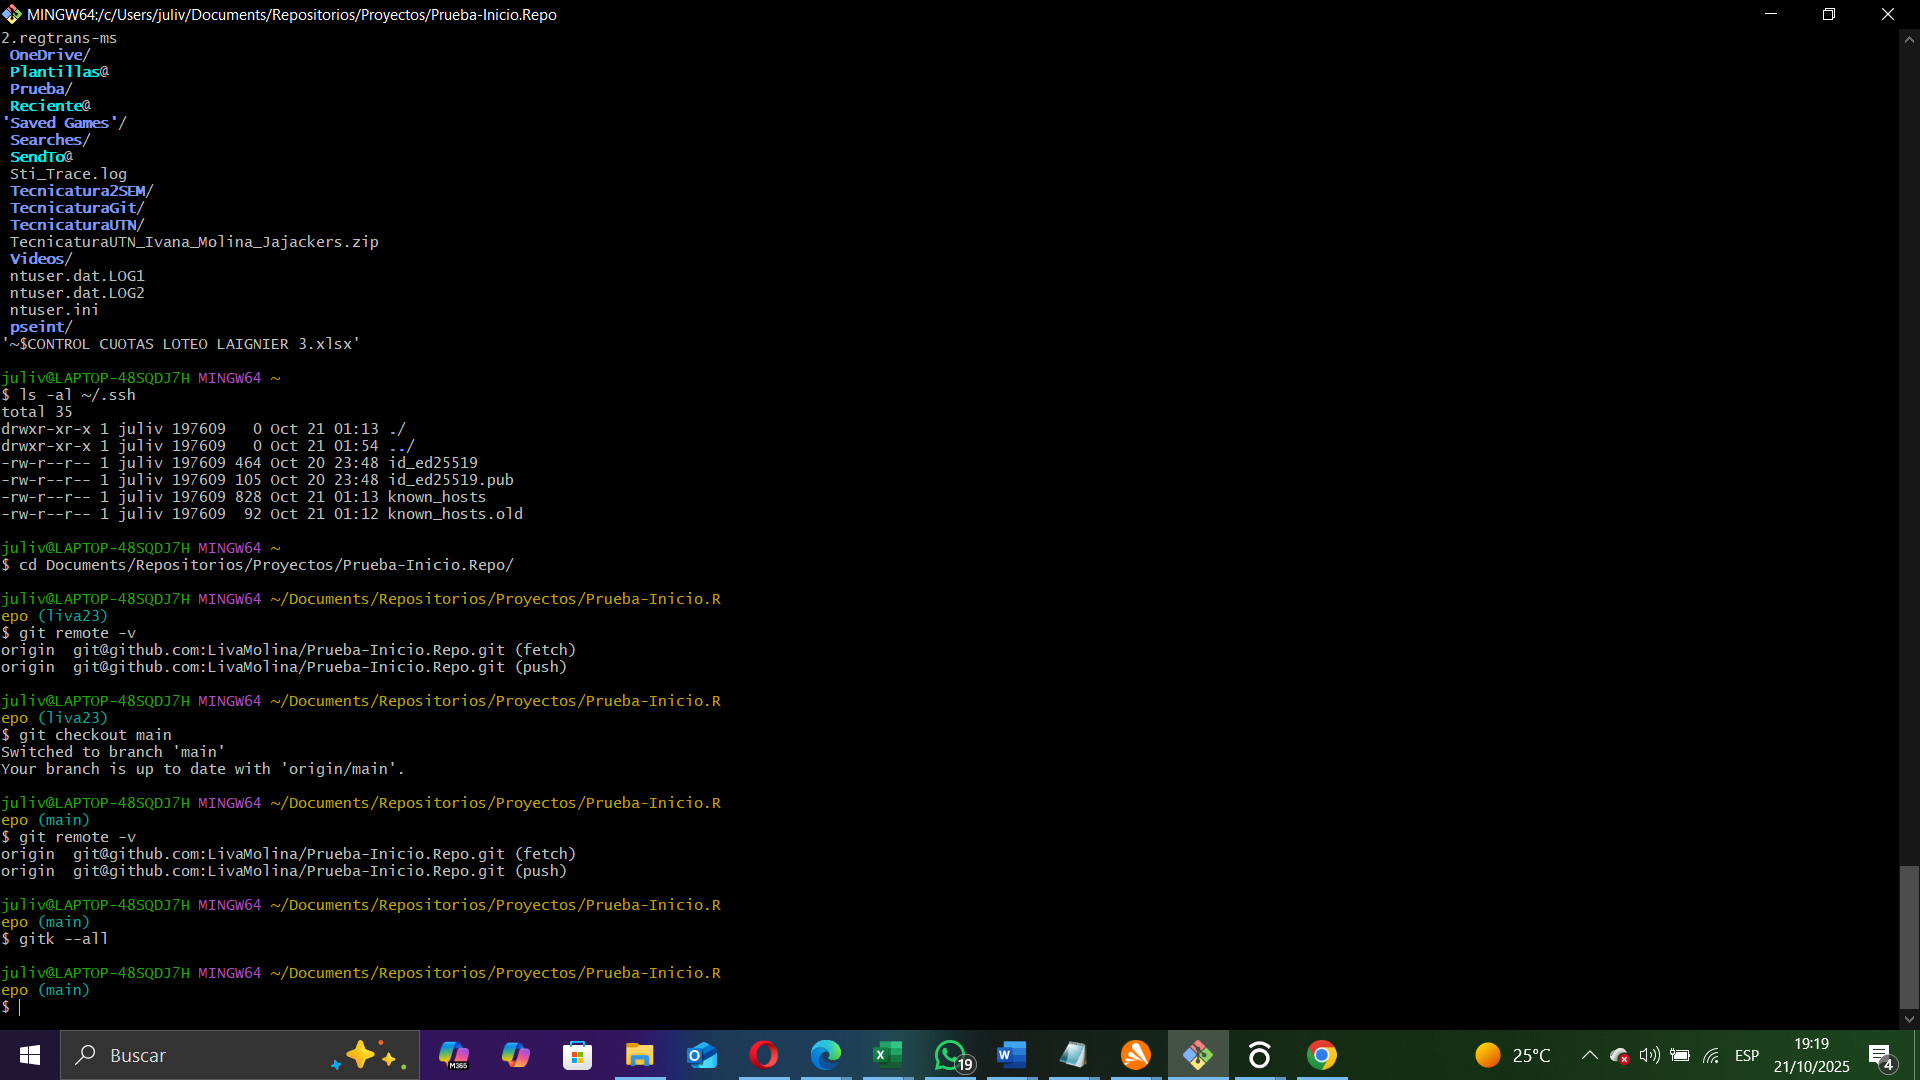 MINGW64:/c/Users/juliv/Documents/Repositorios/Proyectos/Prueba-Inicio.Repo
2.regtrans-ms
OneDrive/
Plantillas@
Prueba/
Reciente@
'Saved Games'/
Searches/
SendTo@
Sti_Trace.log
Tecnicatura2SEM/
TecnicaturaGit/
TecnicaturaUTN/
TecnicaturaUTN_Ivana_Molina_Jajackers.zip
Videos/
ntuser.dat.LOG1
ntuser.dat.LOG2
ntuser.ini
pseint/
'~$CONTROL CUOTAS LOTEO LAIGNIER 3.xlsx'
juliv@LAPTOP-48SQDJ7H MINGW64 ~
$ ls -al ~/.ssh
total 35
drwxr-xr-x 1 juliv 197609   0 Oct 21 01:13 ./
drwxr-xr-x 1 juliv 197609   0 Oct 21 01:54 ../
-rw-r--r-- 1 juliv 197609 464 Oct 20 23:48 id_ed25519
-rw-r--r-- 1 juliv 197609 105 Oct 20 23:48 id_ed25519.pub
-rw-r--r-- 1 juliv 197609 828 Oct 21 01:13 known_hosts
-rw-r--r-- 1 juliv 197609  92 Oct 21 01:12 known_hosts.old
juliv@LAPTOP-48SQDJ7H MINGW64 ~
$ cd Documents/Repositorios/Proyectos/Prueba-Inicio.Repo/
juliv@LAPTOP-48SQDJ7H MINGW64 ~/Documents/Repositorios/Proyectos/Prueba-Inicio.R
epo (liva23)
$ git remote -v
origin  git@github.com:LivaMolina/Prueba-Inicio.Repo.git (fetch)
origin  git@github.com:LivaMolina/Prueba-Inicio.Repo.git (push)
juliv@LAPTOP-48SQDJ7H MINGW64 ~/Documents/Repositorios/Proyectos/Prueba-Inicio.R
epo (liva23)
$ git checkout main
Switched to branch 'main'
Your branch is up to date with 'origin/main'.
juliv@LAPTOP-48SQDJ7H MINGW64 ~/Documents/Repositorios/Proyectos/Prueba-Inicio.R
epo (main)
$ git remote -v
origin  git@github.com:LivaMolina/Prueba-Inicio.Repo.git (fetch)
origin  git@github.com:LivaMolina/Prueba-Inicio.Repo.git (push)
juliv@LAPTOP-48SQDJ7H MINGW64 ~/Documents/Repositorios/Proyectos/Prueba-Inicio.R
epo (main)
$ gitk --all
juliv@LAPTOP-48SQDJ7H MINGW64 ~/Documents/Repositorios/Proyectos/Prueba-Inicio.R
epo (main)
$
Buscar
M365
19
25°C
ESP
19:19
21/10/2025
4